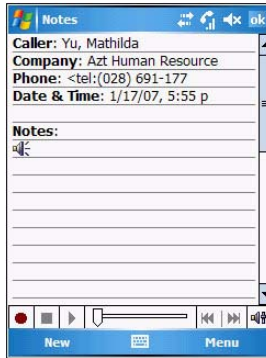 Notes
ok
Caller: Yu, Mathilda
Company: Azt Human Resource
Phone: <tel:(028) 691-177
Date & Time: 1/17/07, 5:55 p
Notes:
New
Menu